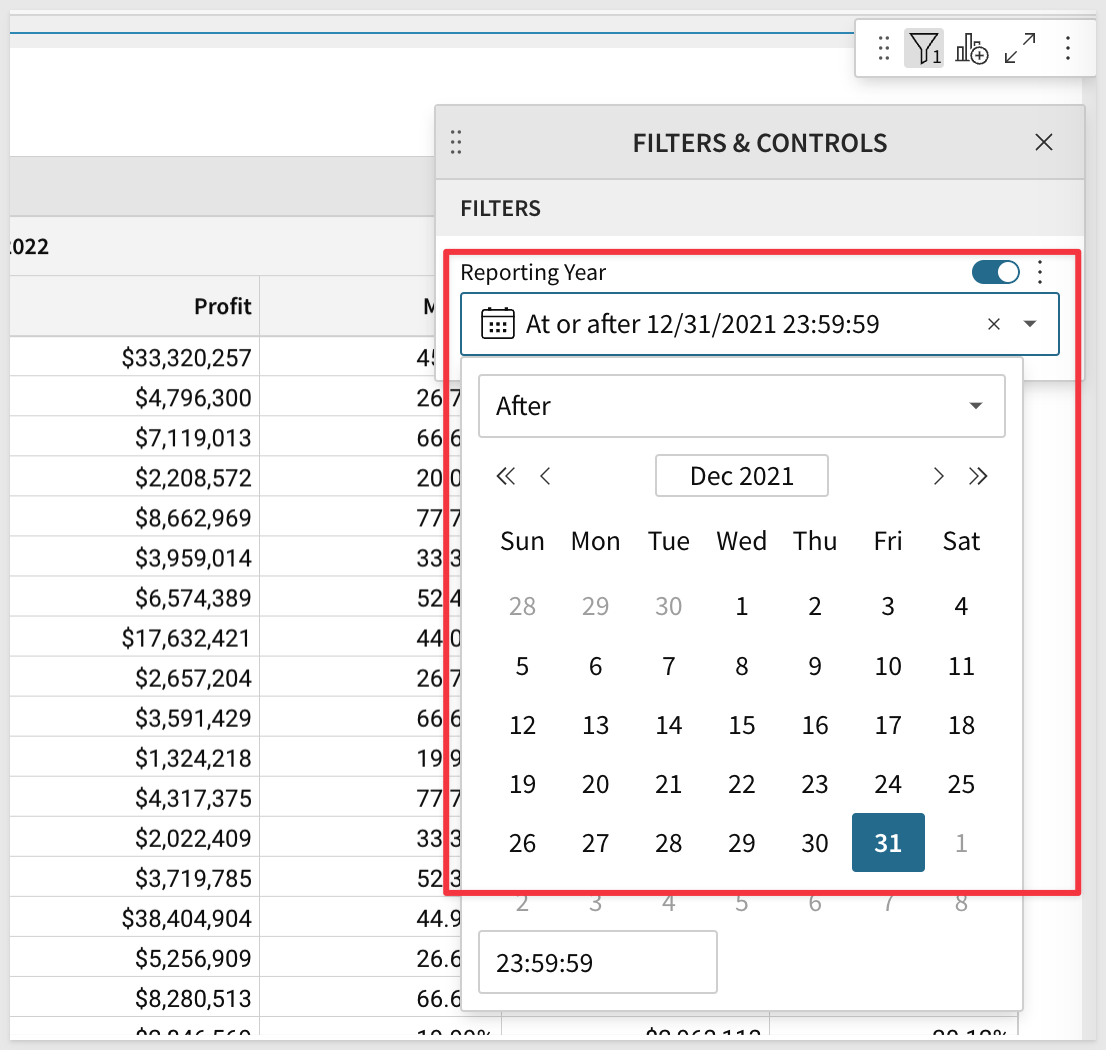 1
FILTERS & CONTROLS
FILTERS
:022
Reporting Year
Profit
M
At or after 12/31/2021 23:59:59
$33,320,257 45
$4,796,300 26.7
After
$7,119,013 66.6
$2,208,572 20.0
Dec 2021
$8,662,969 77.7
Sun Mon Tue Wed Thu Fri Sat
$3,959,014 33.3
$6,574,389 52.4
28 29 30 1 2 3 4
$17,632,421 44.0
5 6 7 8 9 10 11
$2,657,204 26.7
$3,591,429 66.6
12 13 14 15 16 17 18
$1,324,218 19.9
19 20 21 22 23 24 25
$4,317,375 77.7
$2,022,409 33.3
26 27 28 29 30 31 1
$3,719,785 52.3
2 3 4 5 6 7 8
$38,404,904 44.9
$5,256,909 26.6
23:59:59
$8,280,513 66.6